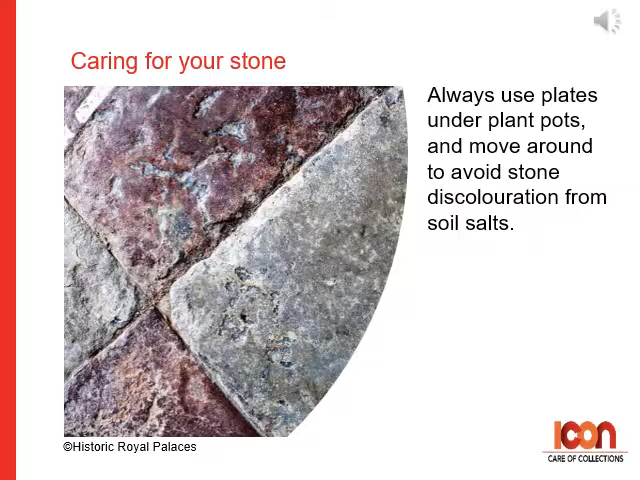 Caring for your stone
Always use plates
under plant pots,
and move around
to avoid stone
discolouration from
soil salts.
©Historic Royal Palaces
icon
CARE OF COLLECTIONS